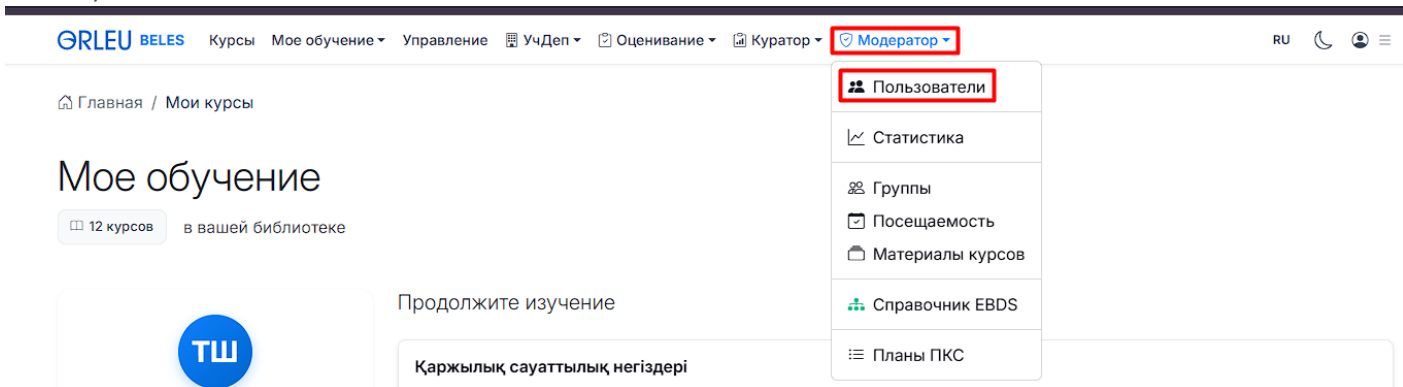 ӨRLEU BELES Курсы Мое обучение Управление УчДеп Оценивание Куратор Модератор RU
Пользователи
Главная / Мои курсы
Статистика
Мое обучение
Группы
12 курсов в вашей библиотеке
Посещаемость
Материалы курсов
Продолжите изучение
Справочник EBDS
ТШ
Планы ПКС
Қаржылық сауаттылық негіздері